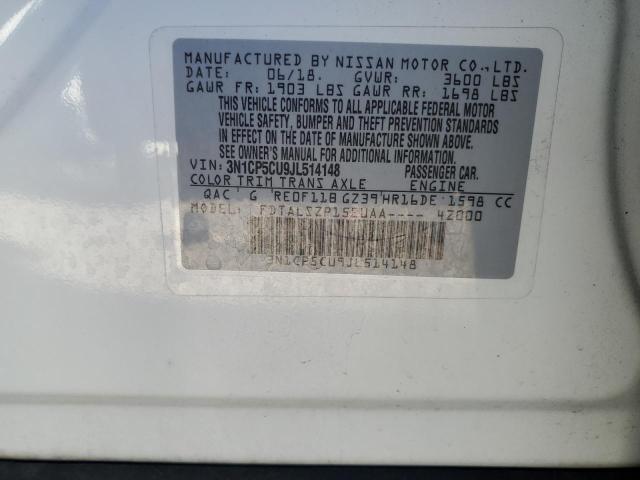 MANUFACTURED BY NISSAN MOTOR CO.,LTD.
DATE: 06/18. GVWR: 3600 LBS
GAWR FR: 1903 LBS GAWR RR: 1698 LBS
THIS VEHICLE CONFORMS TO ALL APPLICABLE FEDERAL MOTOR
VEHICLE SAFETY, BUMPER AND THEFT PREVENTION STANDARDS
IN EFFECT ON THE DATE OF MANUFACTURE SHOWN ABOVE.
SEE OWNER'S MANUAL FOR ADDITIONAL INFORMATION.
VIN: 3N1CP5CU9JL514148 PASSENGER CAR.
COLOR TRIM TRANS AXLE ENGINE
QAC G RE0F11B GZ39 HR16DE 1598 CC
4Z000
3N1CP5CU9JL514148